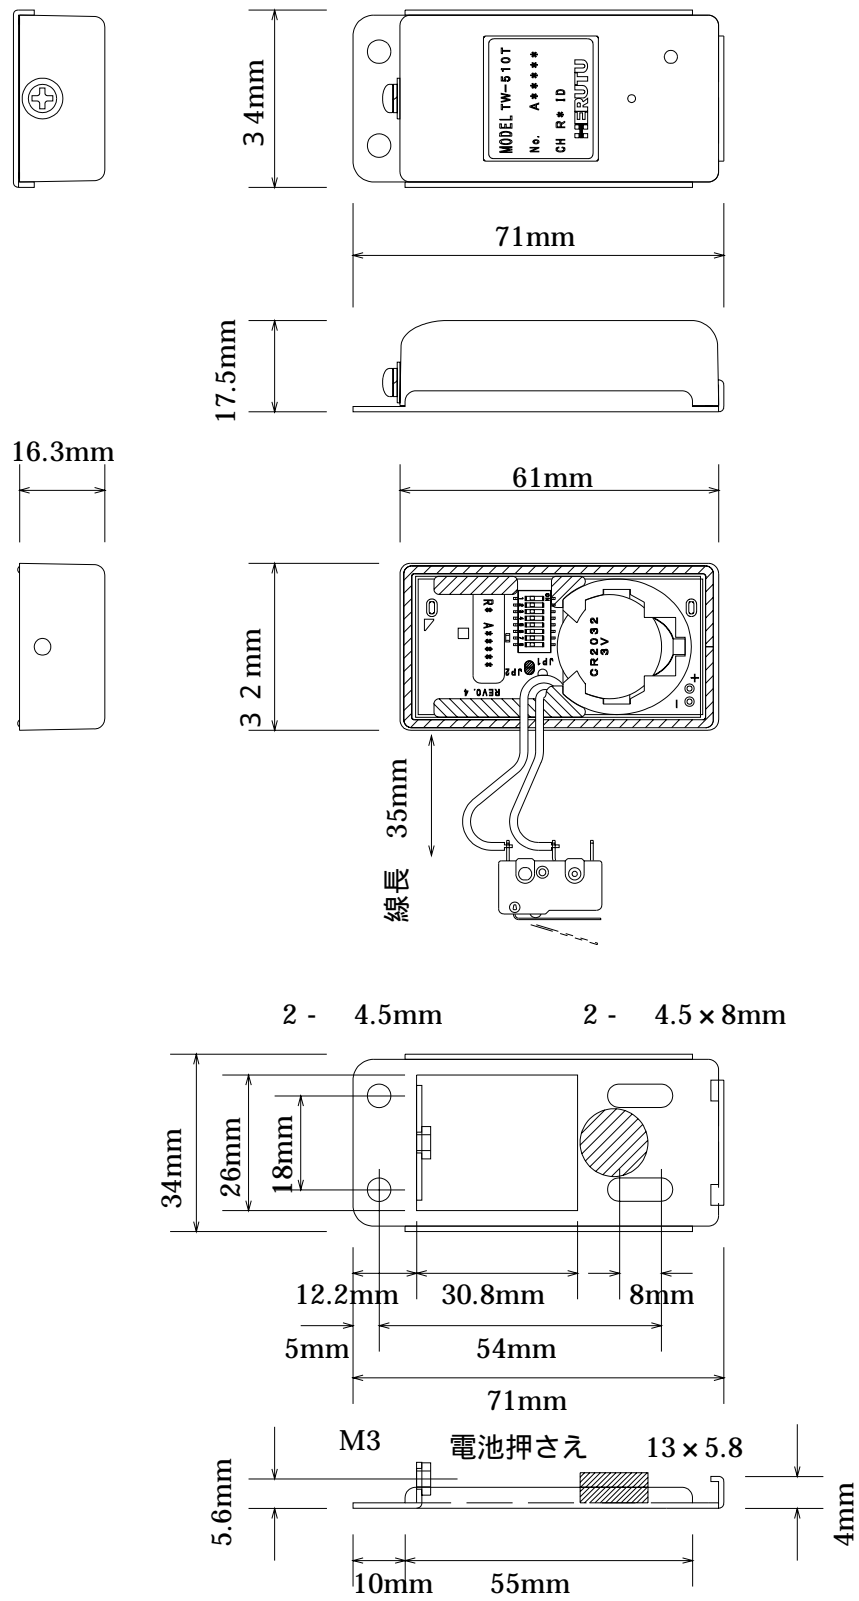 34mm
MODEL TW-510T
No. A*****
CH R* ID
HERUTU
71mm
17.5mm
16.3mm
61mm
32mm
R* A*****
ON
CR2032
3V
JP1
JP2
REV0.4
+
−
線長 35mm
2- 4.5mm
2- 4.5×8mm
34mm
26mm
18mm
12.2mm
30.8mm
8mm
5mm
54mm
71mm
M3
電池押さえ 13×5.8
5.6mm
4mm
10mm
55mm